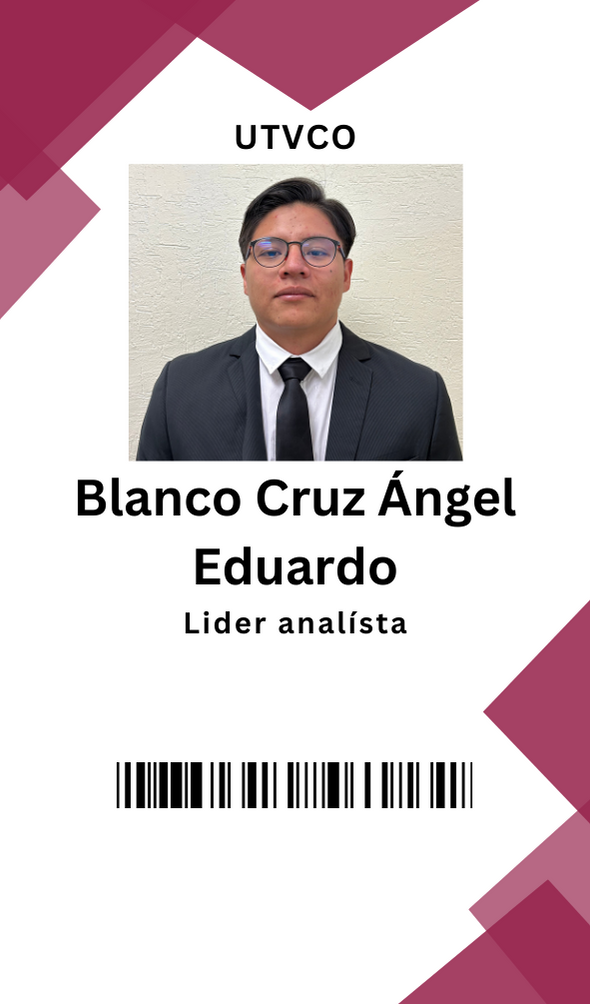 UTVCO
Blanco Cruz Ángel
Eduardo
Lider analísta